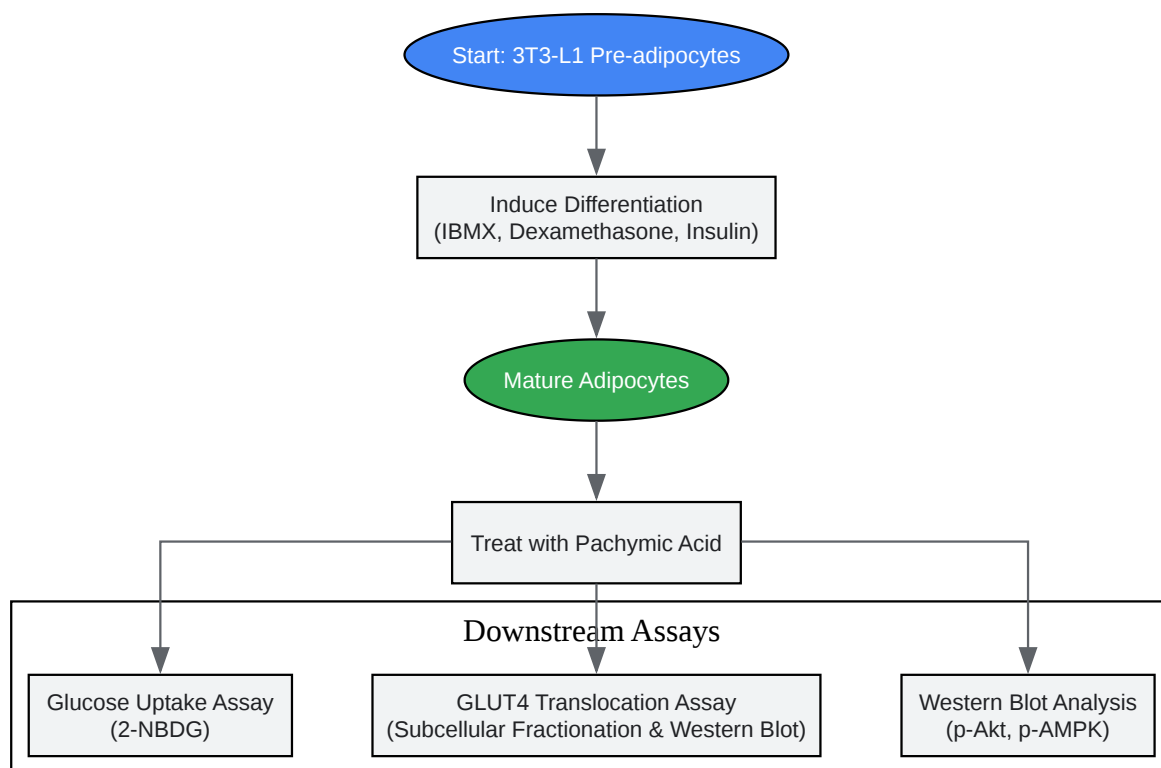 Start: 3T3-L1 Pre-adipocytes
Induce Differentiation
(IBMX, Dexamethasone, Insulin)
Mature Adipocytes
Treat with Pachymic Acid
Downstream Assays
Glucose Uptake Assay
(2-NBDG)
GLUT4 Translocation Assay
(Subcellular Fractionation & Western Blot)
Western Blot Analysis
(p-Akt, p-AMPK)